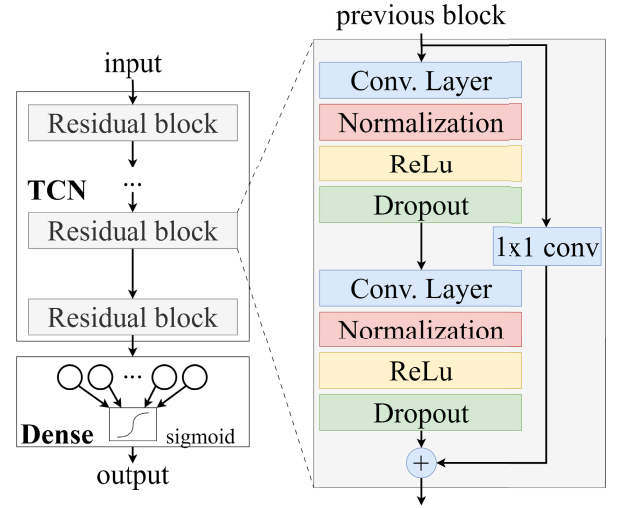 input
Residual block
...
TCN
Residual block
Residual block
...
Dense
sigmoid
output
previous block
Conv. Layer
Normalization
ReLu
Dropout
1x1 conv
Conv. Layer
Normalization
ReLu
Dropout
+